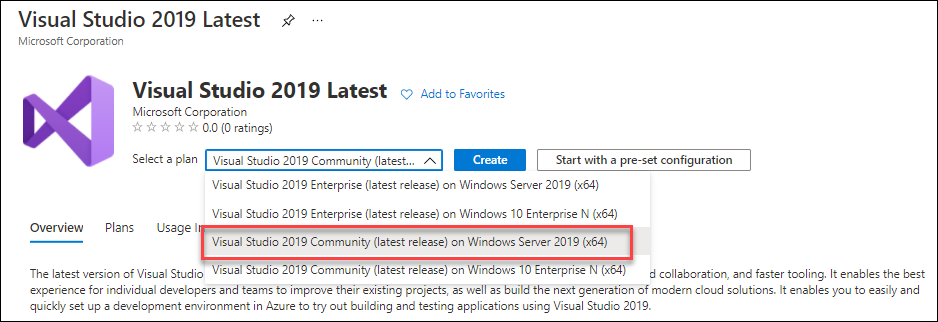 Visual Studio 2019 Latest
Microsoft Corporation
Visual Studio 2019 Latest
Add to Favorites
Microsoft Corporation
0.0 (0 ratings)
Select a plan
Visual Studio 2019 Community (latest...
Create
Start with a pre-set configuration
Visual Studio 2019 Enterprise (latest release) on Windows Server 2019 (x64)
Visual Studio 2019 Enterprise (latest release) on Windows 10 Enterprise N (x64)
Visual Studio 2019 Community (latest release) on Windows Server 2019 (x64)
Visual Studio 2019 Community (latest release) on Windows 10 Enterprise N (x64)
Overview Plans Usage In
The latest version of Visual Studio d collaboration, and faster tooling. It enables the best
experience for individual developers and teams to improve their existing projects, as well as build the next generation of modern cloud solutions. It enables you to easily and
quickly set up a development environment in Azure to try out building and testing applications using Visual Studio 2019.